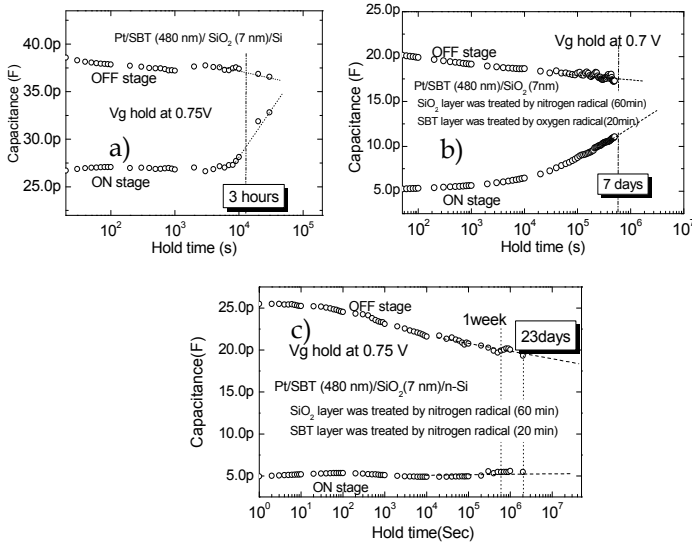 Pt/SBT (480 nm)/ SiO2 (7 nm)/Si
40.0p
35.0p
30.0p
25.0p
Capacitance (F)
OFF stage
Vg hold at 0.75V
a)
ON stage
3 hours
10^2 10^3 10^4 10^5
Hold time (s)
Vg hold at 0.7 V
25.0p
20.0p
15.0p
10.0p
5.0p
Capacitance (F)
OFF stage
Pt/SBT (480 nm)/SiO2 (7nm)
SiO2 layer was treated by nitrogen radical (60min)
SBT layer was treated by oxygen radical(20min)
b)
7 days
ON stage
10^2 10^3 10^4 10^5 10^6 10^7
Hold time (s)
25.0p
20.0p
15.0p
10.0p
5.0p
Capacitance(F)
OFF stage
c)
1week
23days
Vg hold at 0.75 V
Pt/SBT (480 nm)/SiO2(7 nm)/n-Si
SiO2 layer was treated by nitrogen radical (60 min)
SBT layer was treated by nitrogen radical (20 min)
ON stage
10^0 10^1 10^2 10^3 10^4 10^5 10^6 10^7
Hold time(Sec)